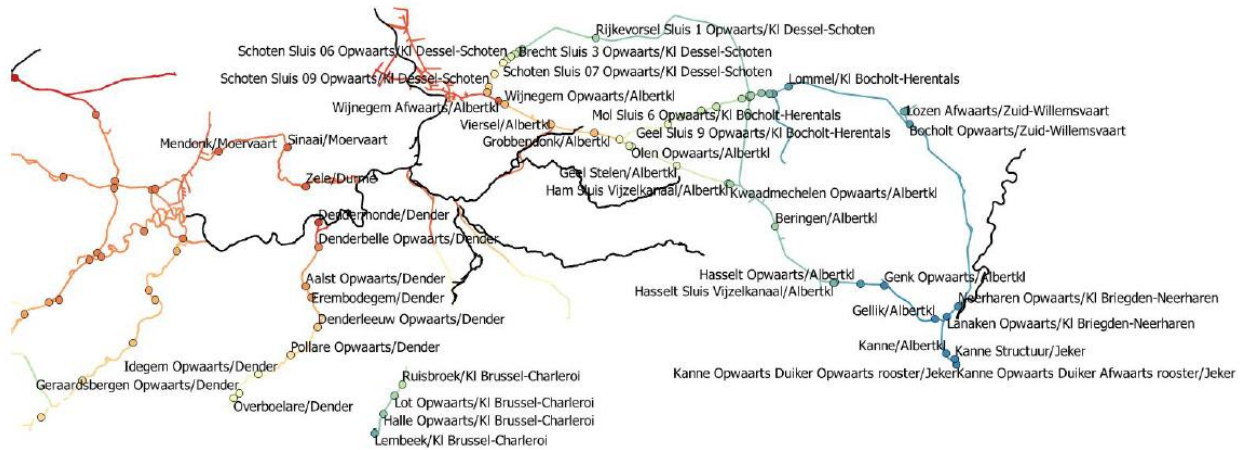 Rijkevorsel Sluis 1 Opwaarts/Kl Dessel-Schoten
Schoten Sluis 06 Opwaarts/Kl Dessel-Schoten
Brecht Sluis 3 Opwaarts/Kl Dessel-Schoten
Schoten Sluis 09 Opwaarts/Kl Dessel-Schoten
Schoten Sluis 07 Opwaarts/Kl Dessel-Schoten
Lommel/Kl Bocholt-Herentals
Wijnegem Opwaarts/Albertkl
Wijnegem Afwaarts/Albertkl
Mol Sluis 6 Opwaarts/Kl Bocholt-Herentals
Lozen Afwaarts/Zuid-Willemsvaart
Viersel/Albertkl
Bocholt Opwaarts/Zuid-Willemsvaart
Geel Sluis 9 Opwaarts/Kl Bocholt-Herentals
Mendonk/Moervaart
Sinaai/Moervaart
Grobbendonk/Albertkl
Olen Opwaarts/Albertkl
Zele/Durme
Geel Stelen/Albertkl
Ham Sluis Vijzelkanaal/Albertkl
Kwaadmechelen Opwaarts/Albertkl
Dendermonde/Dender
Beringen/Albertkl
Denderbelle Opwaarts/Dender
Aalst Opwaarts/Dender
Hasselt Opwaarts/Albertkl
Genk Opwaarts/Albertkl
Hasselt Sluis Vijzelkanaal/Albertkl
Erembodegem/Dender
Neerharen Opwaarts/Kl Briegden-Neerharen
Gellik/Albertkl
Denderleeuw Opwaarts/Dender
Lanaken Opwaarts/Kl Briegden-Neerharen
Pollare Opwaarts/Dender
Kanne/Albertkl
Kanne Structuur/Jeker
Idegem Opwaarts/Dender
Kanne Opwaarts Duiker Opwaarts rooster/Jeker
Kanne Opwaarts Duiker Afwaarts rooster/Jeker
Ruisbroek/Kl Brussel-Charleroi
Geraardsbergen Opwaarts/Dender
Lot Opwaarts/Kl Brussel-Charleroi
Overboelare/Dender
Halle Opwaarts/Kl Brussel-Charleroi
Lembeek/Kl Brussel-Charleroi